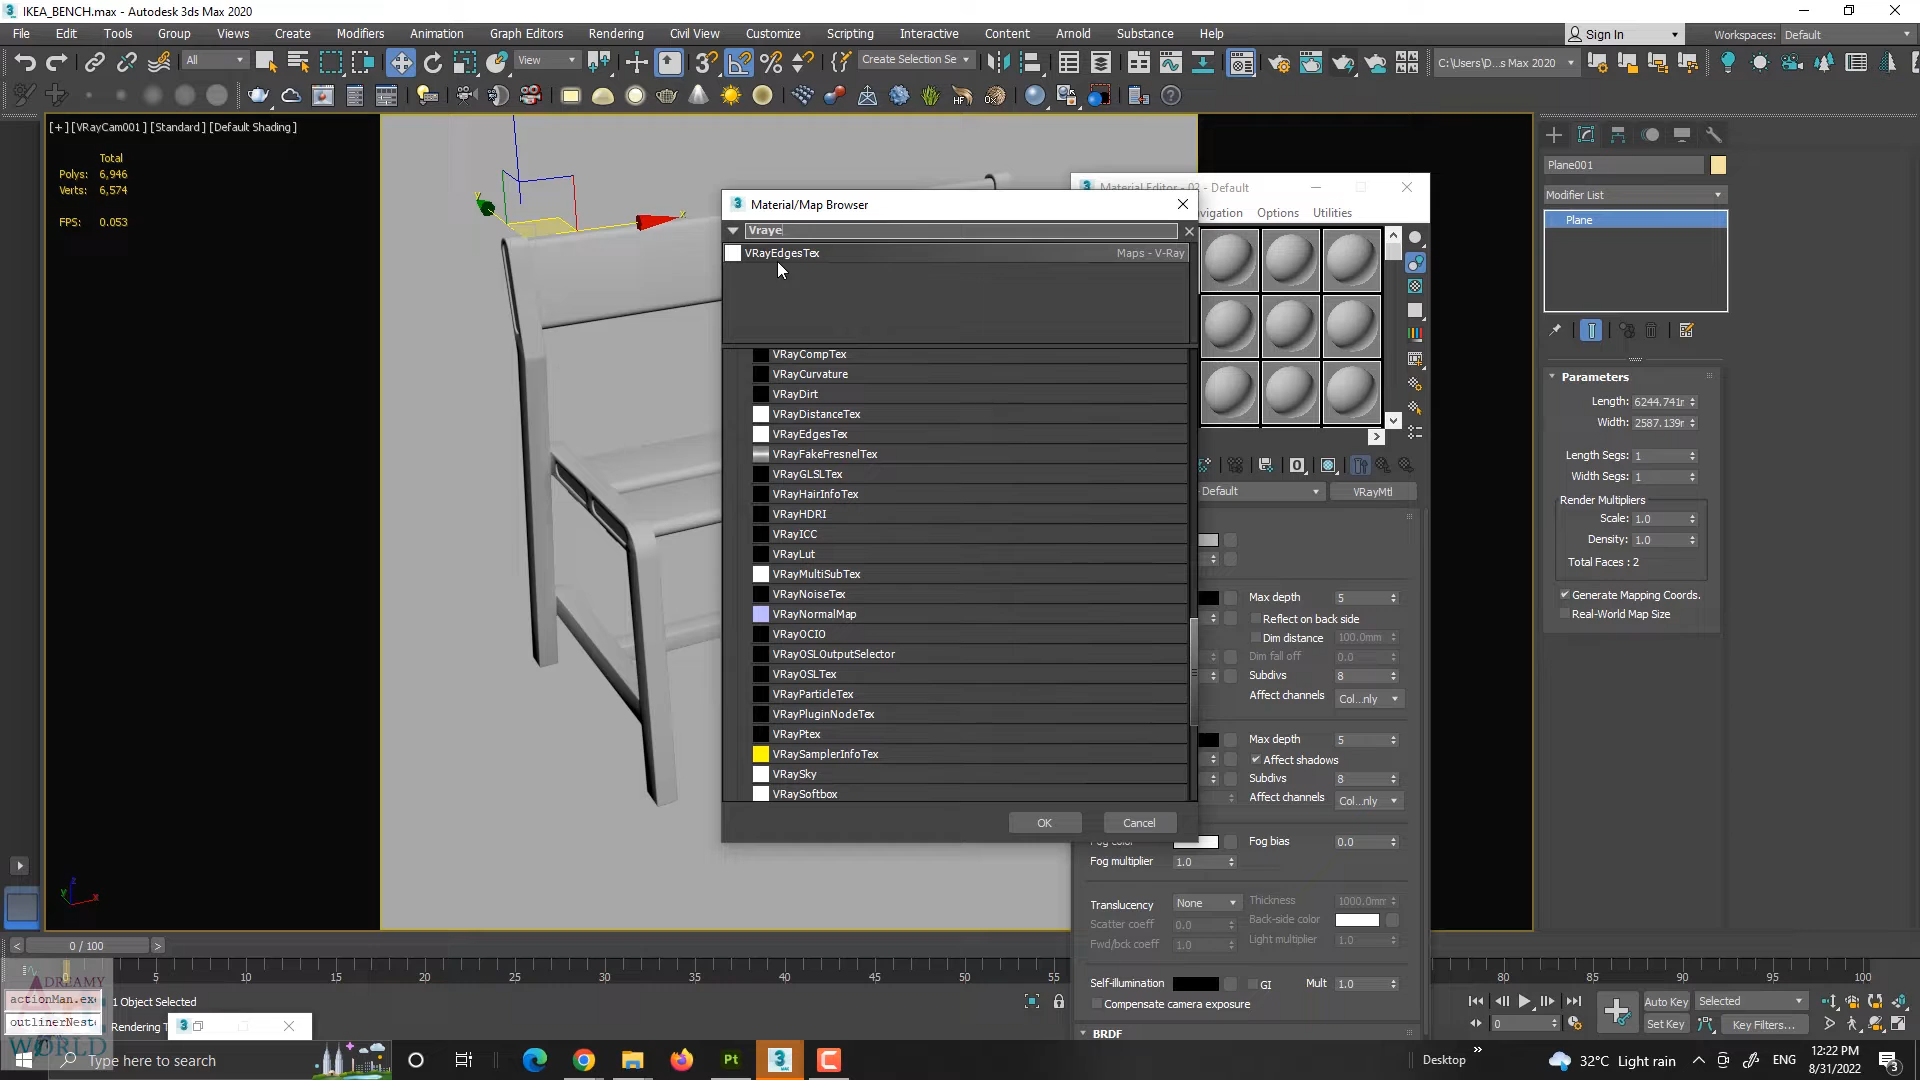 IKEA_BENCH.max - Autodesk 3ds Max 2020
File Edit Tools Group Views Create Modifiers Animation Graph Editors Rendering Civil View Customize Scripting Interactive Content Arnold Substance Help
Sign In
Workspaces: Default
All
View
Create Selection Se
C:\Users\D...s Max 2020
[+] [VRayCam001] [Standard] [Default Shading]
Total
Polys: 6,946
Verts: 6,574
FPS: 0.053
y
x
Material Editor - 02 - Default
Options Utilities
Material/Map Browser
Vraye
VRayEdgesTex Maps - V-Ray
VRayCompTex
VRayCurvature
VRayDirt
VRayDistanceTex
VRayEdgesTex
VRayFakeFresnelTex
VRayGLSLTex
VRayHairInfoTex
VRayHDRI
VRayICC
VRayLut
VRayMultiSubTex
VRayNoiseTex
VRayNormalMap
VRayOCIO
VRayOSLOutputSelector
VRayOSLTex
VRayParticleTex
VRayPluginNodeTex
VRayPtex
VRaySamplerInfoTex
VRaySky
VRaySoftbox
OK
Cancel
Default
VRayMtl
Max depth 5
Reflect on back side
Dim distance 100.0mm
Dim fall off 0.0
Subdivs 8
Affect channels Col...nly
Max depth 5
Affect shadows
Subdivs 8
Affect channels Col...nly
Fog color
Fog bias 0.0
Fog multiplier 1.0
Translucency None
Thickness 1000.0mm
Scatter coeff 0.0
Back-side color
Fwd/bck coeff 1.0
Light multiplier 1.0
Self-illumination
GI
Mult 1.0
Compensate camera exposure
BRDF
Plane001
Modifier List
Plane
Parameters
Length: 6244.741m
Width: 2587.139m
Length Segs: 1
Width Segs: 1
Render Multipliers
Scale: 1.0
Density: 1.0
Total Faces : 2
Generate Mapping Coords.
Real-World Map Size
z
y
x
0 / 100
0 5 10 15 20 25 30 35 40 45 50 55 80 85 90 95 100
A DREAMY
WORLD
actionMan.exe
outlinerNeste
1 Object Selected
Rendering T
Auto Key
Selected
Set Key
Key Filters...
0
Type here to search
Pt
3
MAX
Desktop
32°C Light rain
ENG
12:22 PM
8/31/2022
3